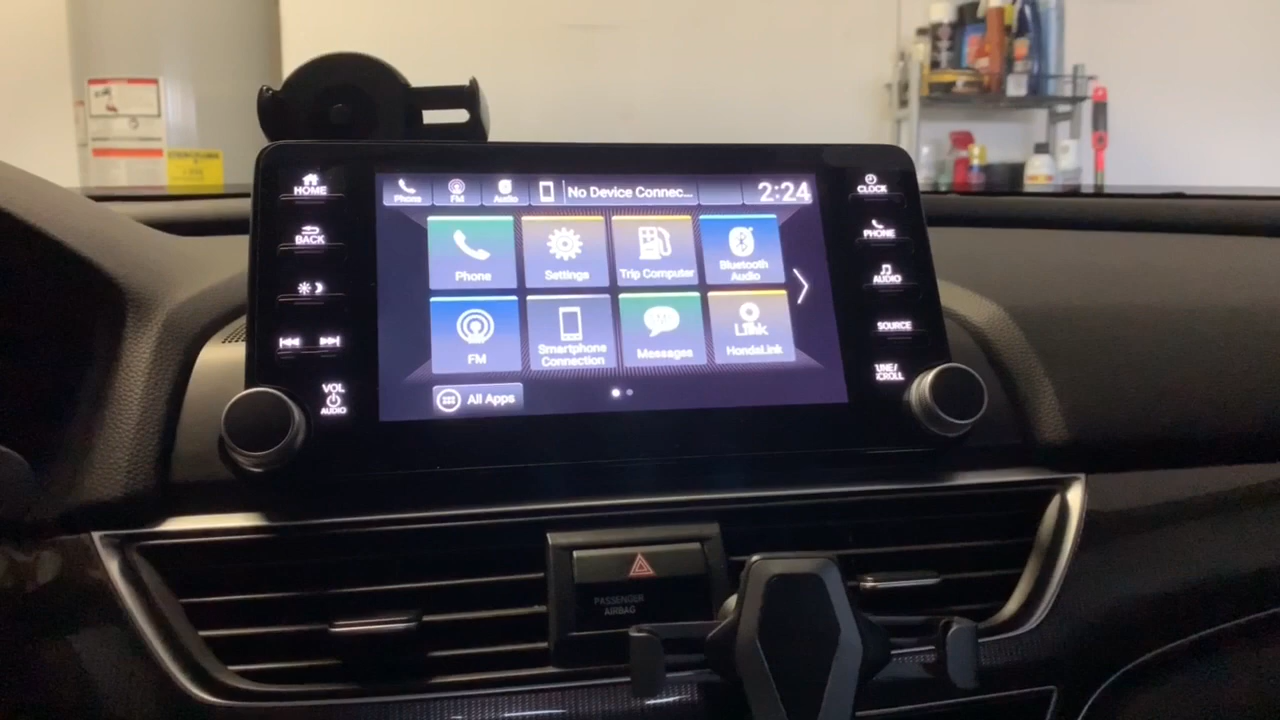 HOME
BACK
VOL
AUDIO
Phone
FM
Audio
No Device Connec...
2:24
Phone
Settings
Trip Computer
Bluetooth
Audio
FM
Smartphone
Connection
Messages
Link
HondaLink
All Apps
CLOCK
PHONE
AUDIO
SOURCE
TUNE/
SCROLL
PASSENGER
AIRBAG